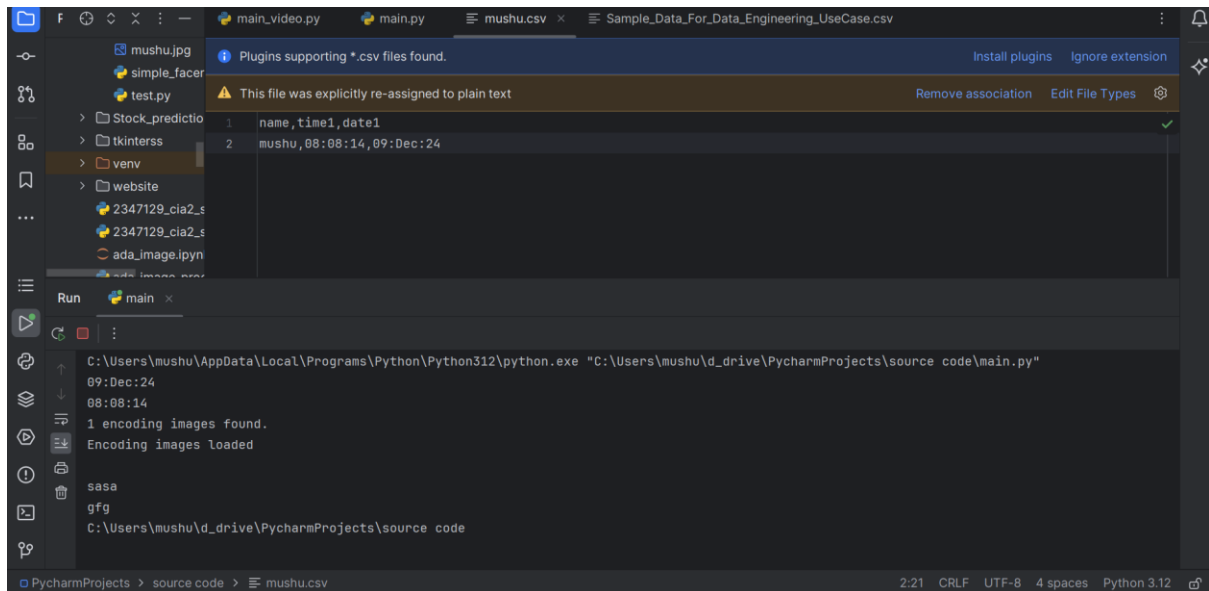 F
main_video.py main.py mushu.csv Sample_Data_For_Data_Engineering_UseCase.csv
mushu.jpg
simple_facer
test.py
Stock_predictio
tkinterss
venv
website
2347129_cia2_s
2347129_cia2_s
ada_image.ipyn
Plugins supporting *.csv files found. Install plugins Ignore extension
This file was explicitly re-assigned to plain text Remove association Edit File Types
1 name,time1,date1
2 mushu,08:08:14,09:Dec:24
Run main
C:\Users\mushu\AppData\Local\Programs\Python\Python312\python.exe "C:\Users\mushu\d_drive\PycharmProjects\source code\main.py"
09:Dec:24
08:08:14
1 encoding images found.
Encoding images loaded
sasa
gfg
C:\Users\mushu\d_drive\PycharmProjects\source code
PycharmProjects > source code > mushu.csv 2:21 CRLF UTF-8 4 spaces Python 3.12